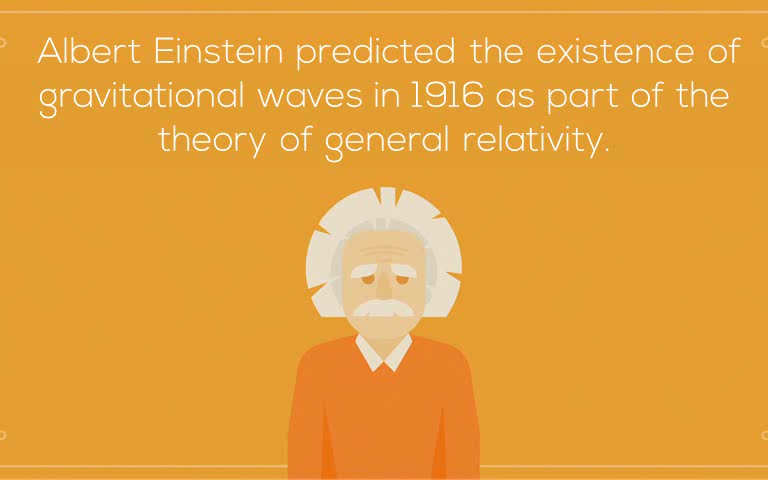 Albert Einstein predicted the existence of
gravitational waves in 1916 as part of the
theory of general relativity.